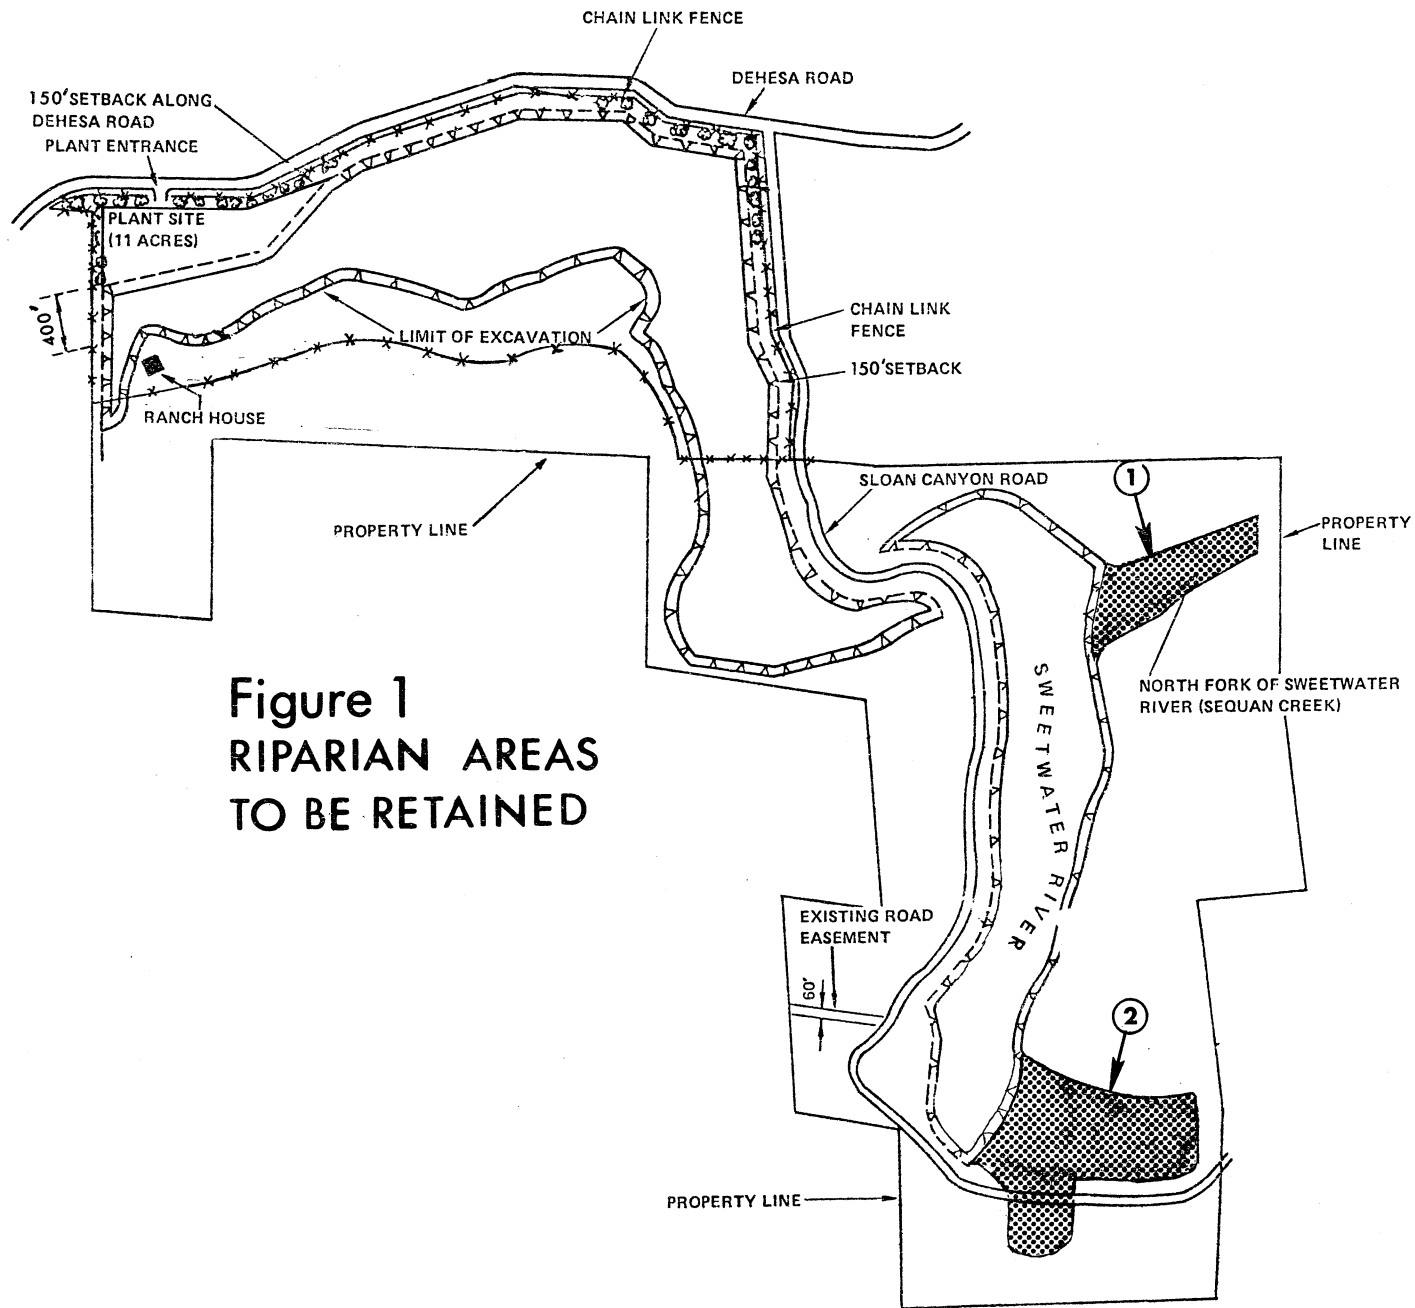 CHAIN LINK FENCE
DEHESA ROAD
150'SETBACK ALONG
DEHESA ROAD
PLANT ENTRANCE
PLANT SITE
(11 ACRES)
400'
LIMIT OF EXCAVATION
CHAIN LINK
FENCE
150'SETBACK
RANCH HOUSE
SLOAN CANYON ROAD
1
PROPERTY LINE
PROPERTY
LINE
NORTH FORK OF SWEETWATER
RIVER (SEQUAN CREEK)
SWEETWATER RIVER
Figure 1
RIPARIAN AREAS
TO BE RETAINED
EXISTING ROAD
EASEMENT
60'
2
PROPERTY LINE